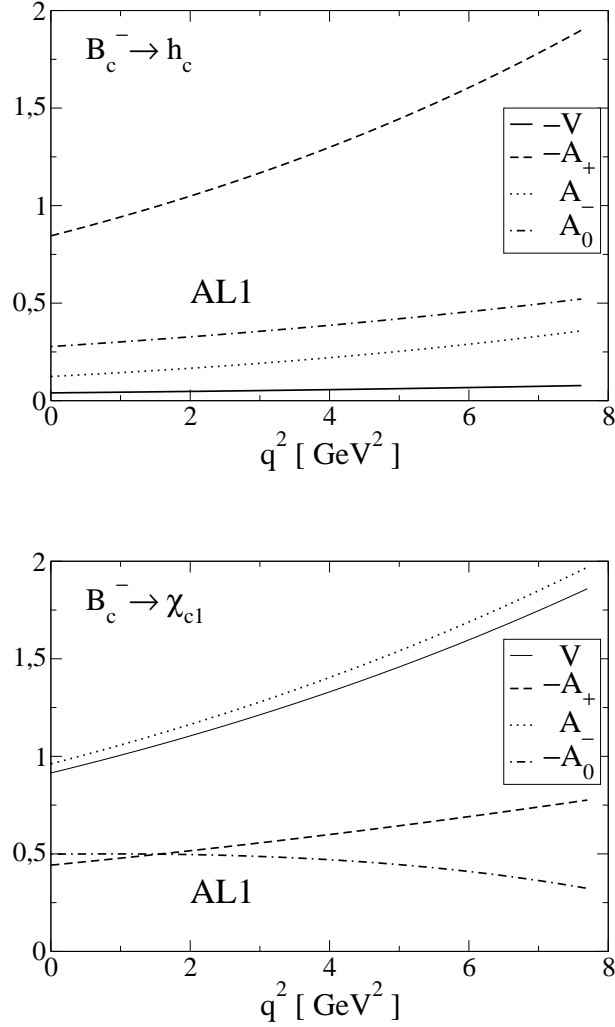 2
B_c^- → h_c
1,5
−V
−A_+
A_-
A_0
1
AL1
0,5
0
0 2 4 6 8
q^2 [ GeV^2 ]
2
B_c^- → χ_c1
1,5
V
−A_+
A_-
−A_0
1
0,5
AL1
0
0 2 4 6 8
q^2 [ GeV^2 ]